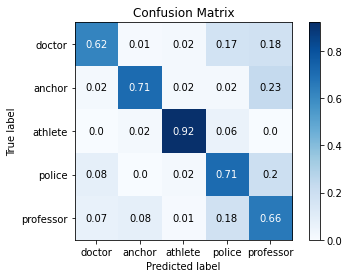 Confusion Matrix
doctor 0.62 0.01 0.02 0.17 0.18
anchor 0.02 0.71 0.02 0.02 0.23
athlete 0.0 0.02 0.92 0.06 0.0
police 0.08 0.0 0.02 0.71 0.2
professor 0.07 0.08 0.01 0.18 0.66
doctor anchor athlete police professor
Predicted label
True label
0.8
0.6
0.4
0.2
0.0